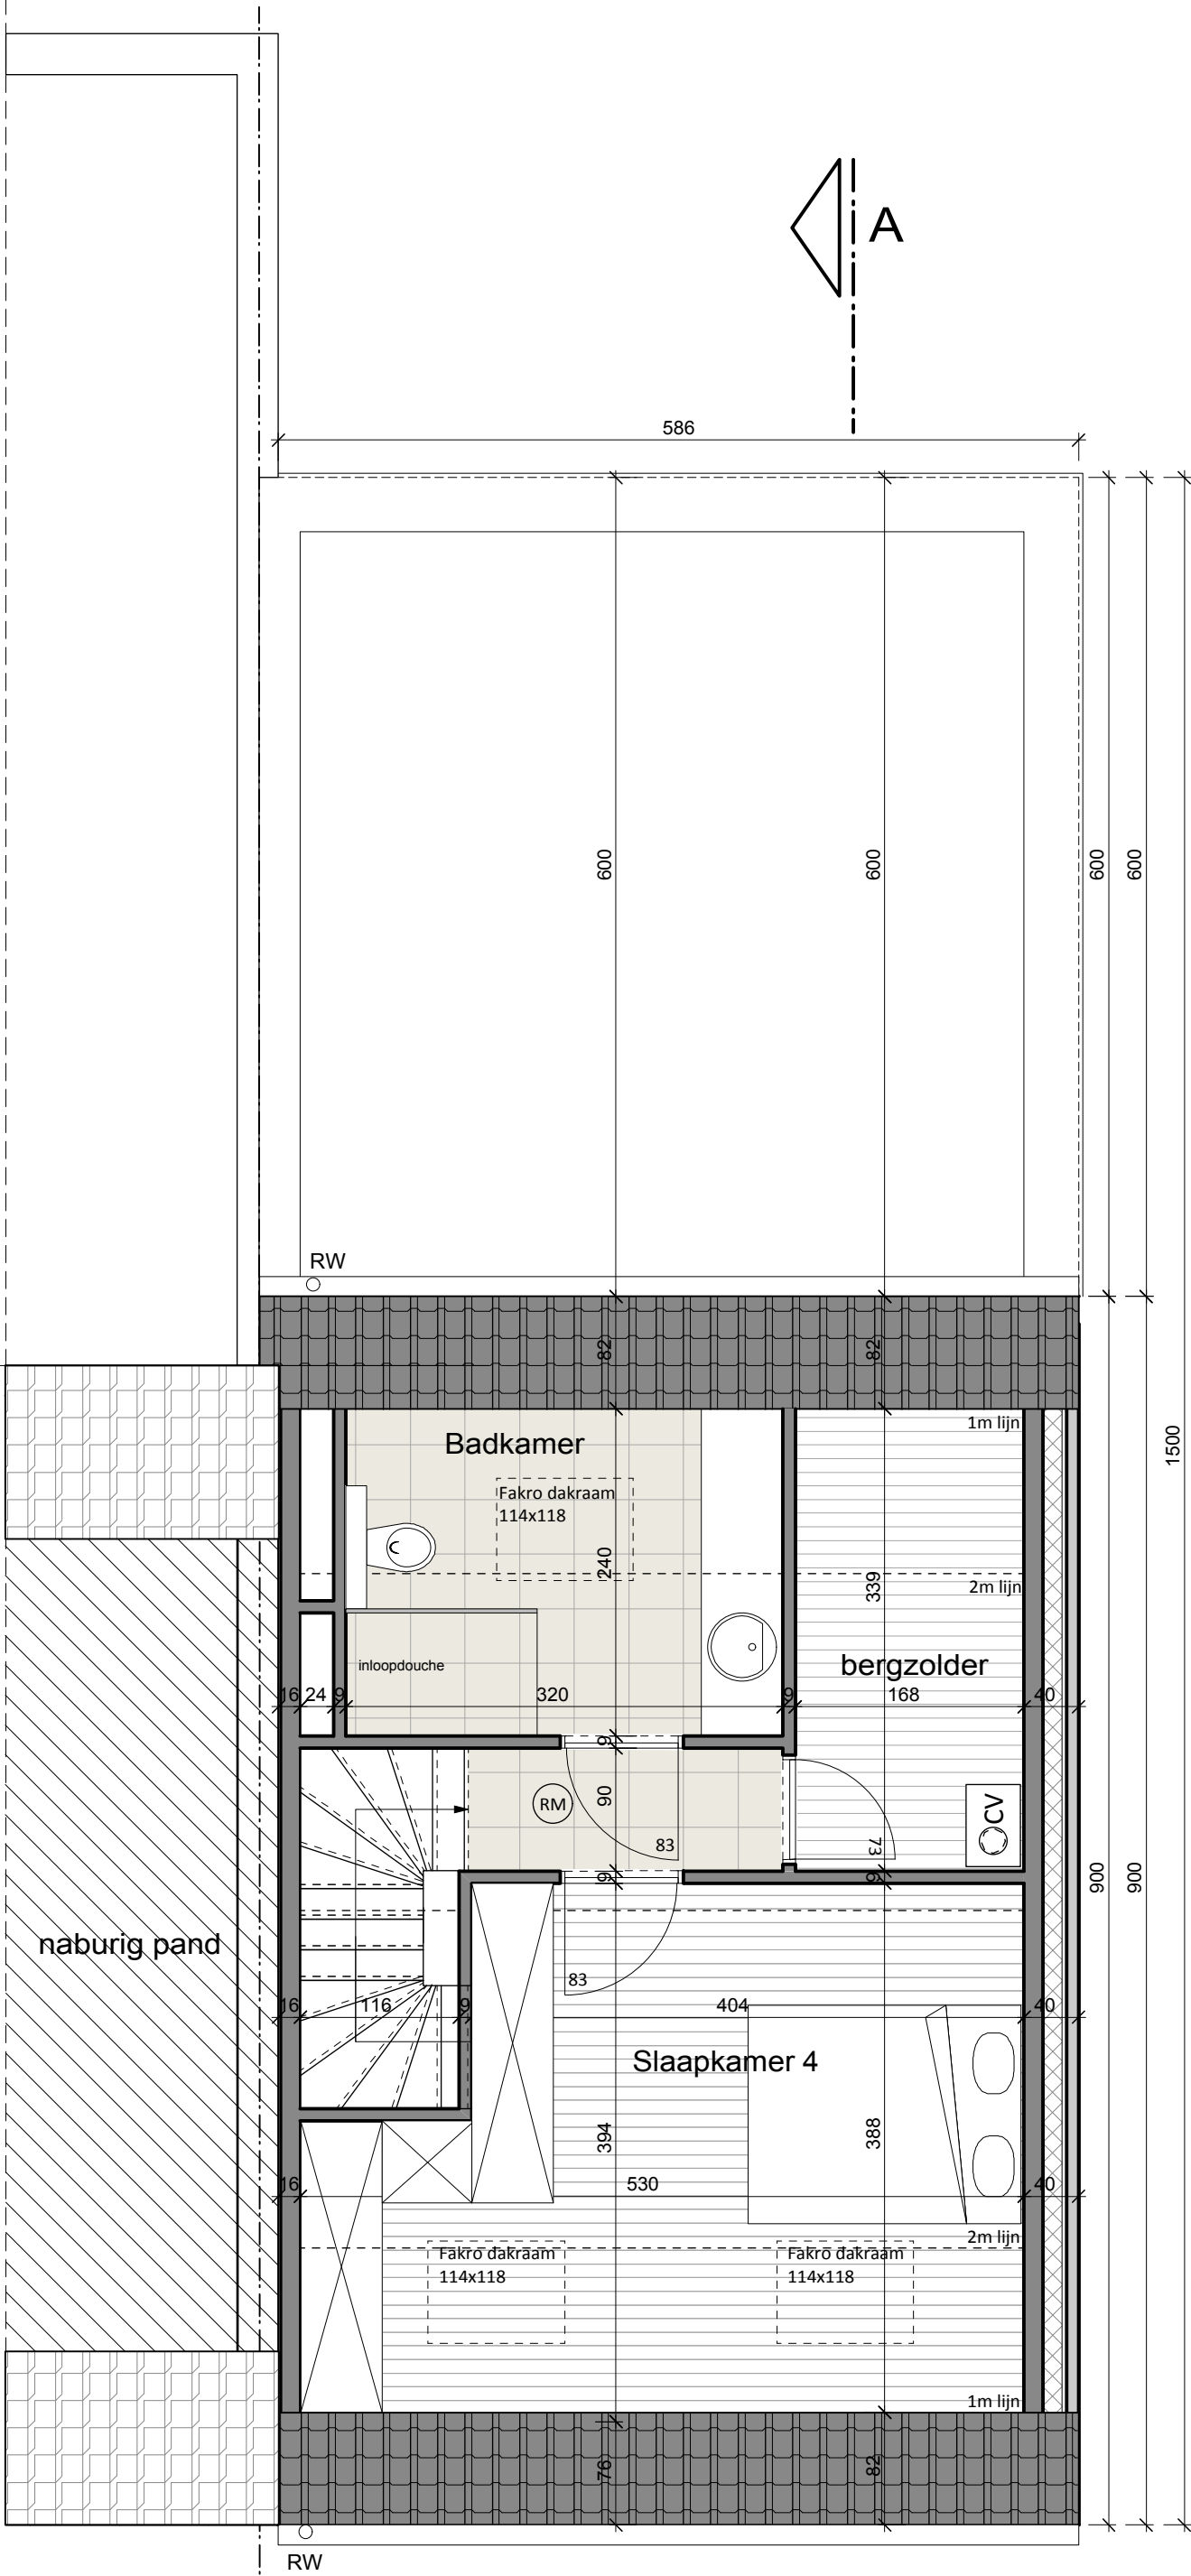 A
586
600
600
600
600
RW
82
82
1500
1m lijn
Badkamer
Fakro dakraam
114x118
240
339
2m lijn
inloopdouche
bergzolder
16
24
9
320
9
168
40
9
90
RM
83
73
CV
9
9
900
900
naburig pand
83
16
116
9
404
40
Slaapkamer 4
394
388
16
530
40
2m lijn
Fakro dakraam
114x118
Fakro dakraam
114x118
1m lijn
76
82
RW